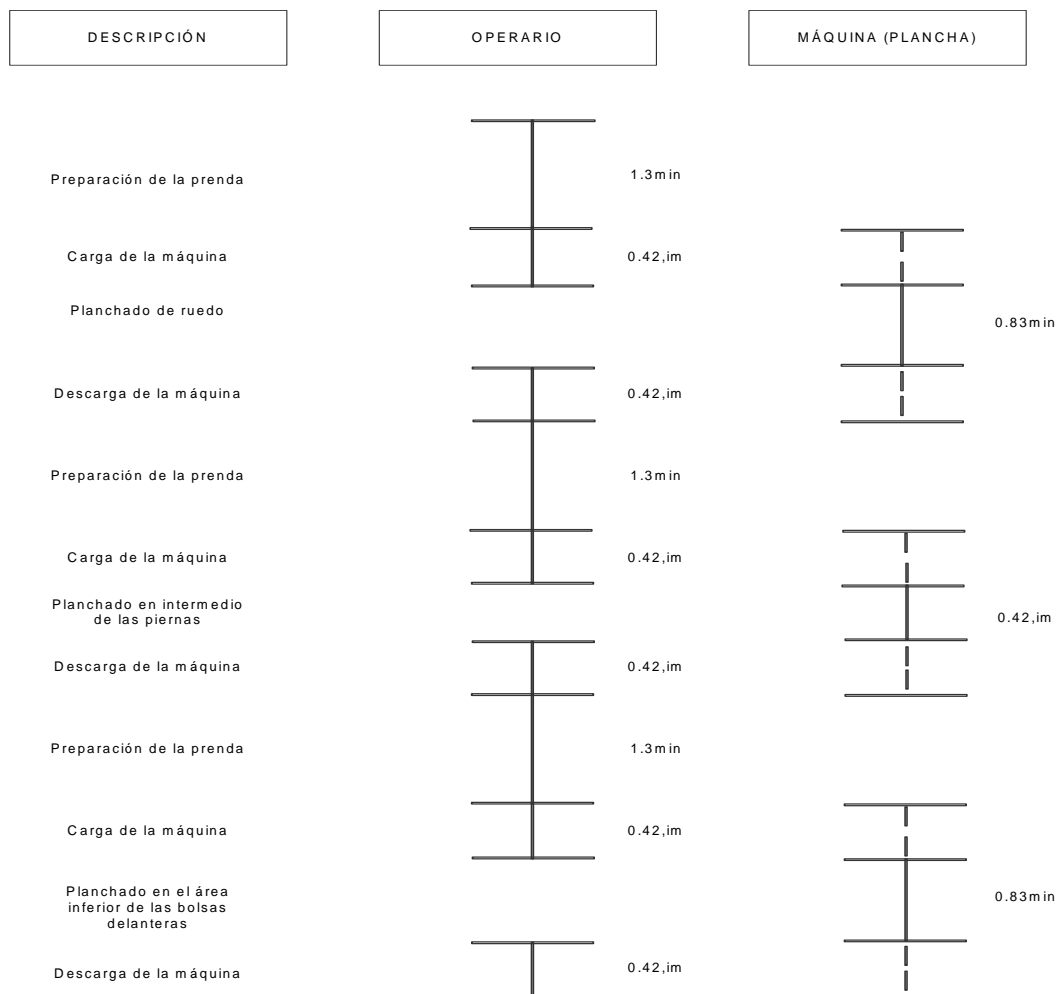 DESCRIPCIÓN
OPERARIO
MÁQUINA (PLANCHA)
Preparación de la prenda
1.3min
Carga de la máquina
0.42,im
Planchado de ruedo
0.83min
Descarga de la máquina
0.42,im
Preparación de la prenda
1.3min
Carga de la máquina
0.42,im
Planchado en intermedio
de las piernas
0.42,im
Descarga de la máquina
0.42,im
Preparación de la prenda
1.3min
Carga de la máquina
0.42,im
Planchado en el área
inferior de las bolsas
delanteras
0.83min
Descarga de la máquina
0.42,im